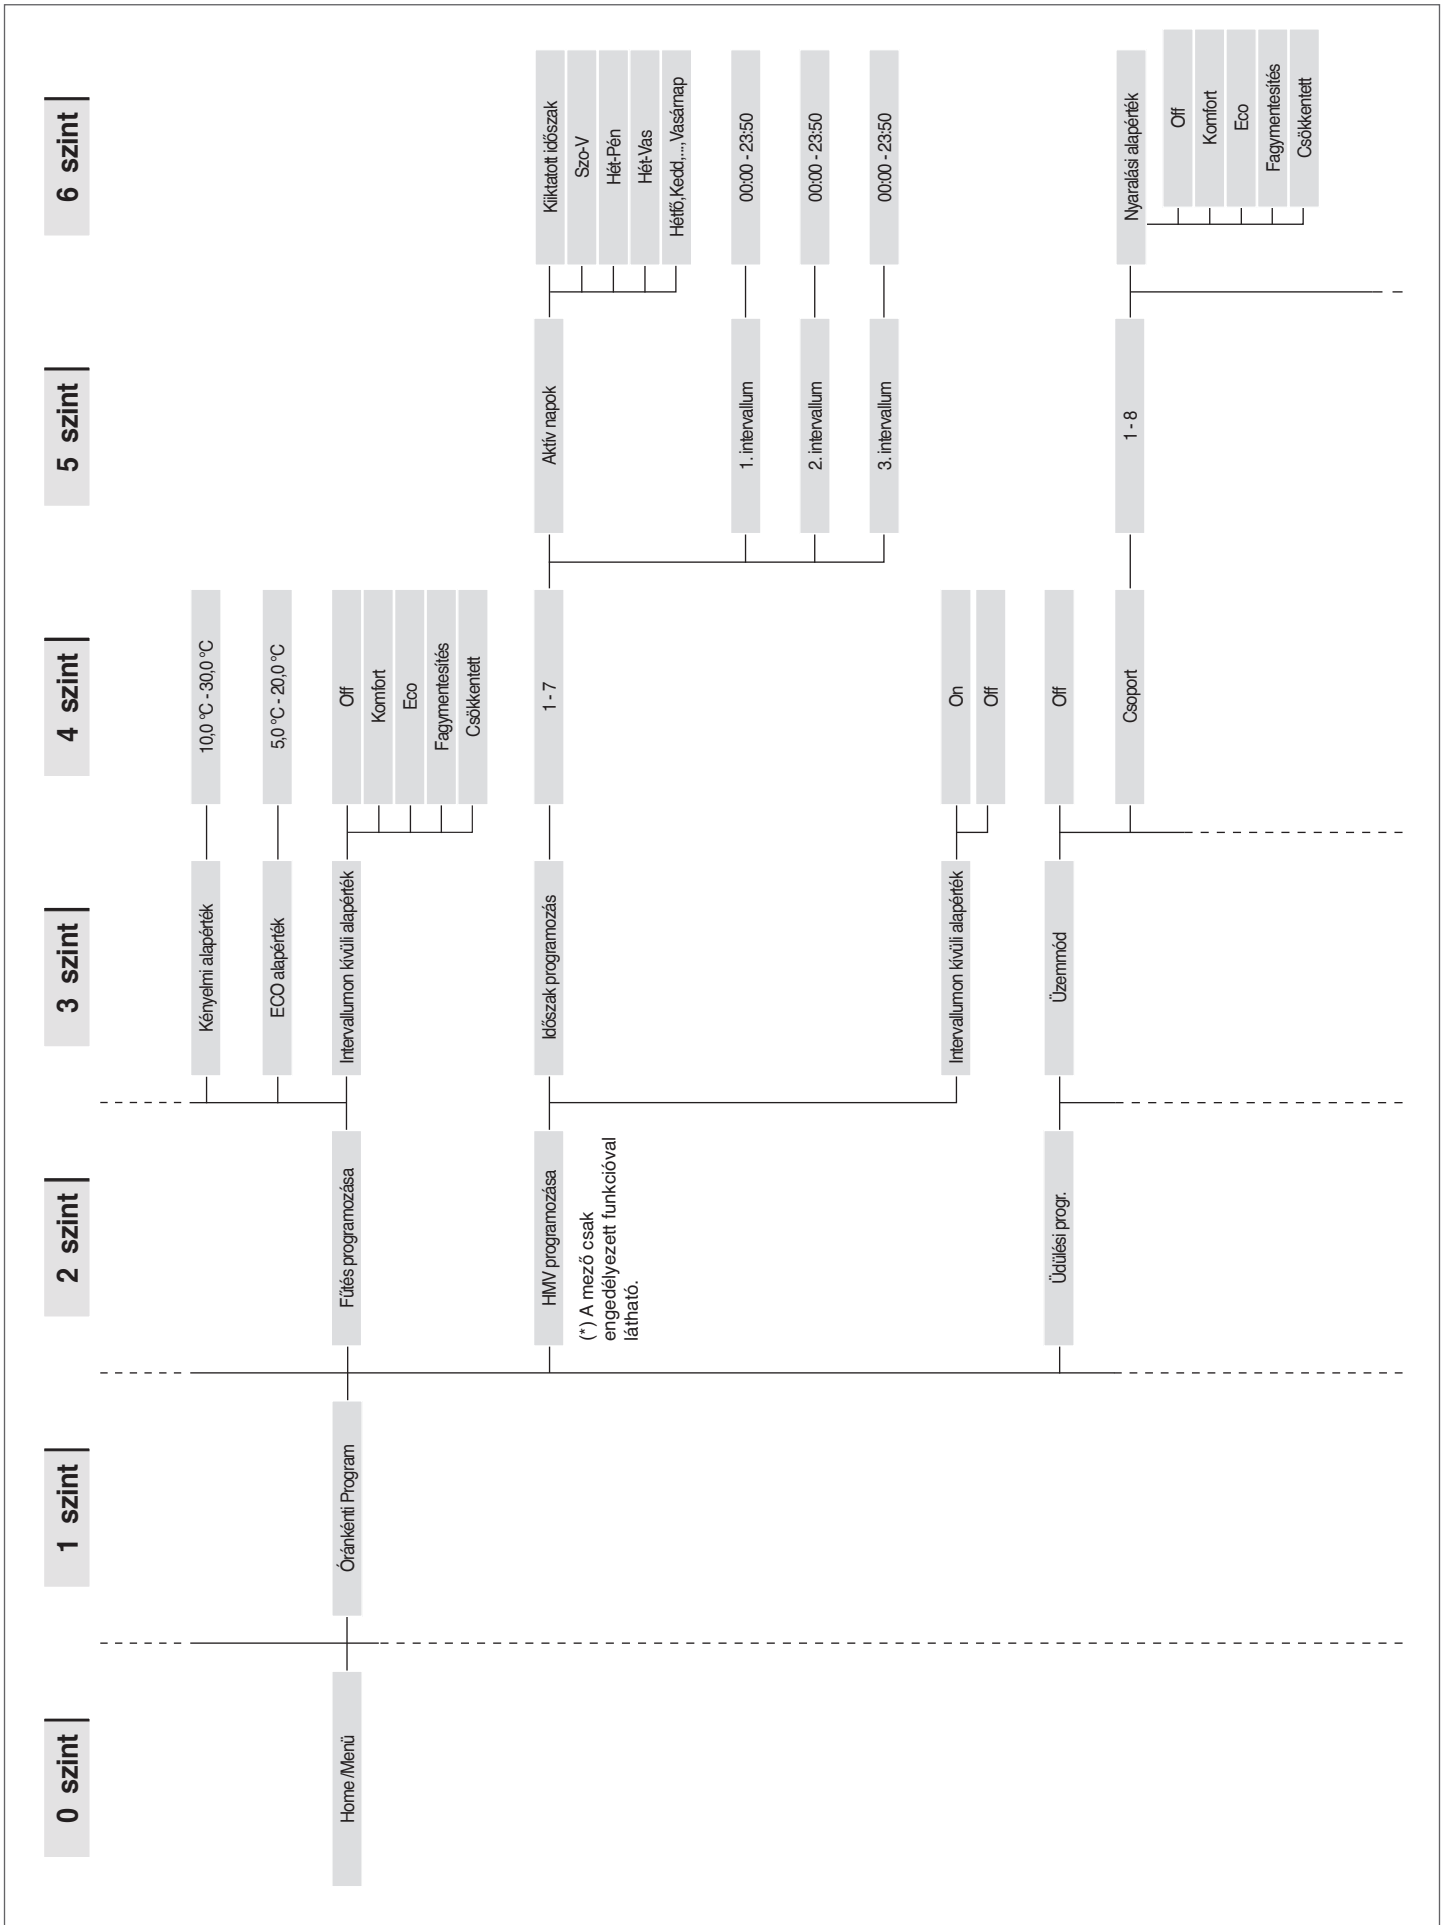 0 szint
1 szint
2 szint
3 szint
4 szint
5 szint
6 szint
Home /Menü
Óránkénti Program
Fűtés programozása
Kényelmi alapérték
10,0 °C - 30,0 °C
ECO alapérték
5,0 °C - 20,0 °C
Intervallumon kívüli alapérték
Off
Komfort
Eco
Fagymentesítés
Csökkentett
HMV programozása
(*) A mező csak
engedélyezett funkcióval
látható.
Időszak programozás
1 - 7
Aktív napok
Kiiktatott időszak
Szo-V
Hét-Pén
Hét-Vas
Hétfő,Kedd,...,Vasárnap
1. intervallum
00:00 - 23:50
2. intervallum
00:00 - 23:50
3. intervallum
00:00 - 23:50
Intervallumon kívüli alapérték
On
Off
Üdülési progr.
Üzemmód
Off
Csoport
1 - 8
Nyaralási alapérték
Off
Komfort
Eco
Fagymentesítés
Csökkentett